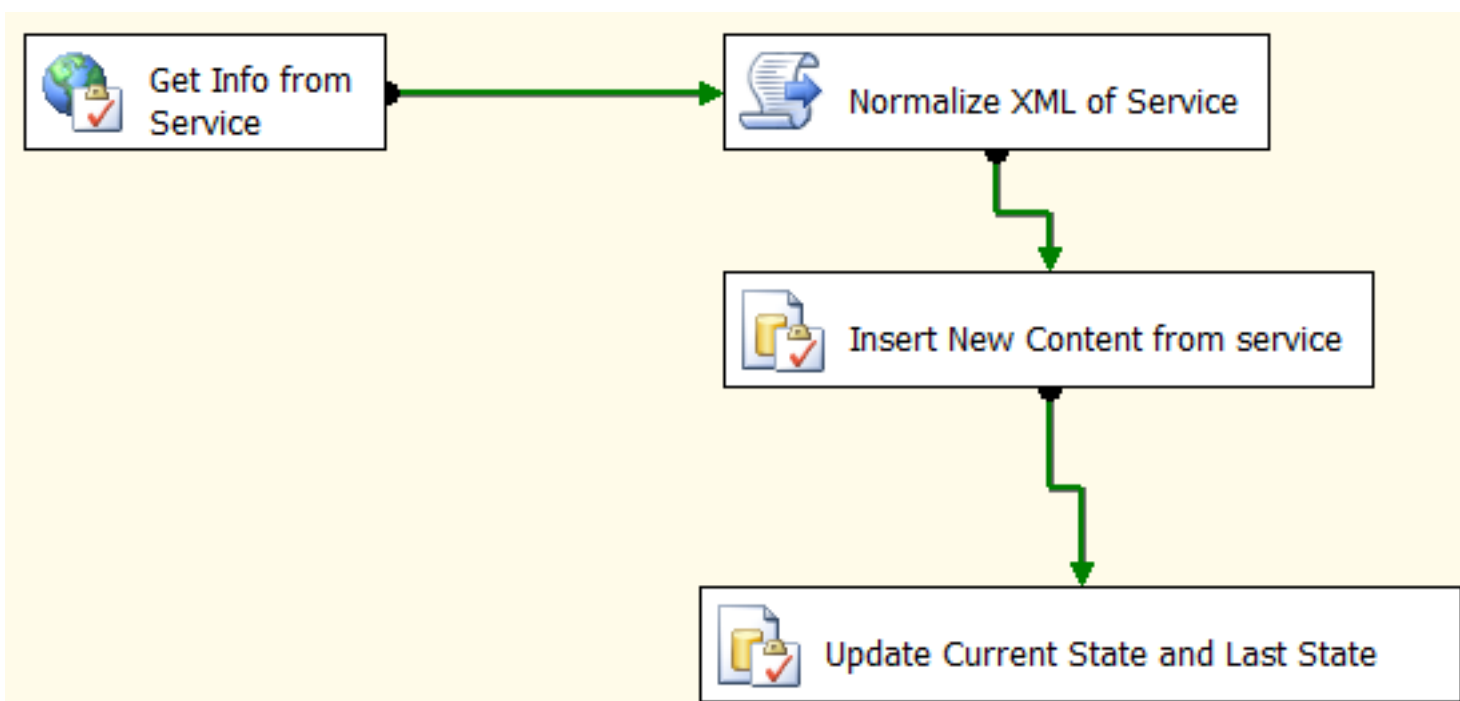 Get Info from
Service
Normalize XML of Service
Insert New Content from service
Update Current State and Last State